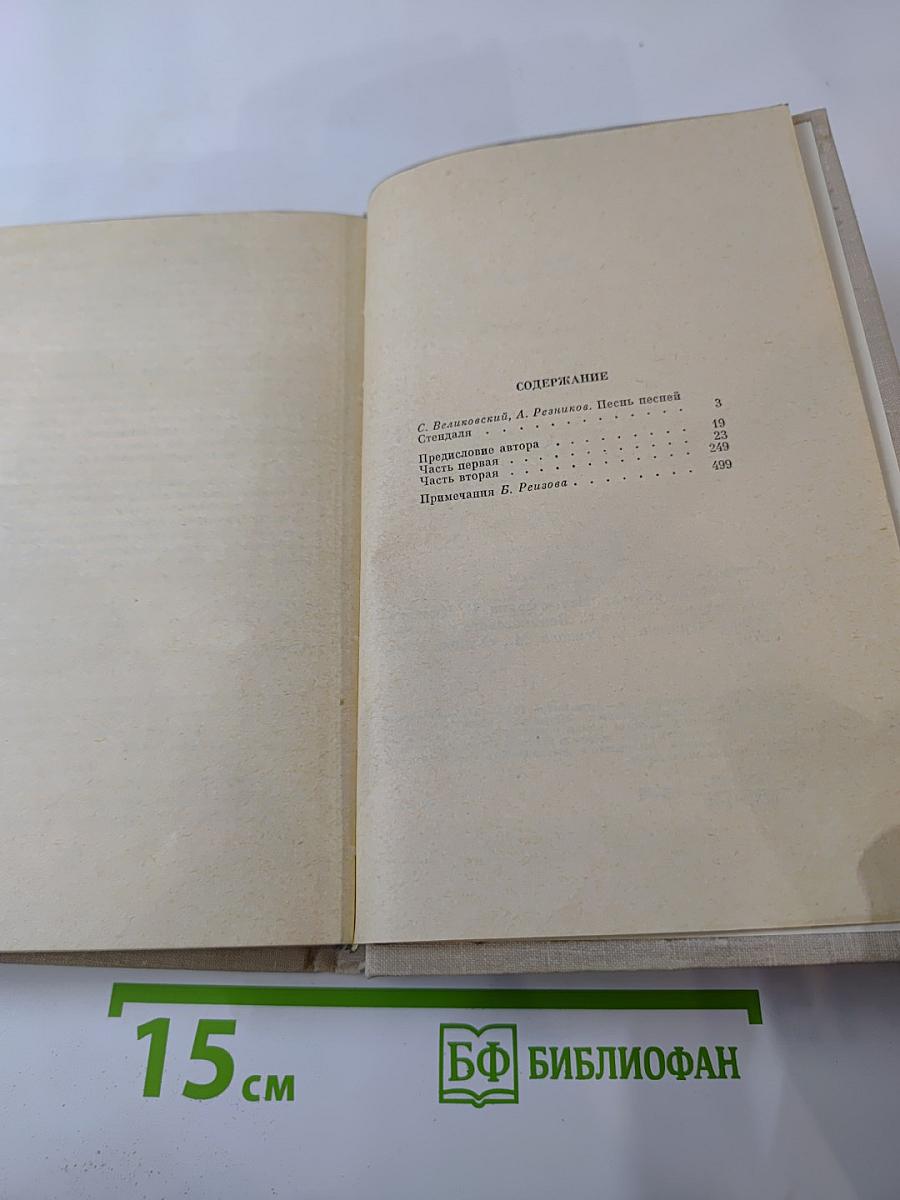 СОДЕРЖАНИЕ
С. Великовский, А. Резников. Песнь песней
Стендаля . . . . . . . . . . . . 3
Предисловие автора . . . . . . . . . 19
Часть первая . . . . . . . . . . . 23
Часть вторая . . . . . . . . . . . 249
Примечания Б. Реизова . . . . . . . . 499
15 см
БФ БИБЛИОФАН